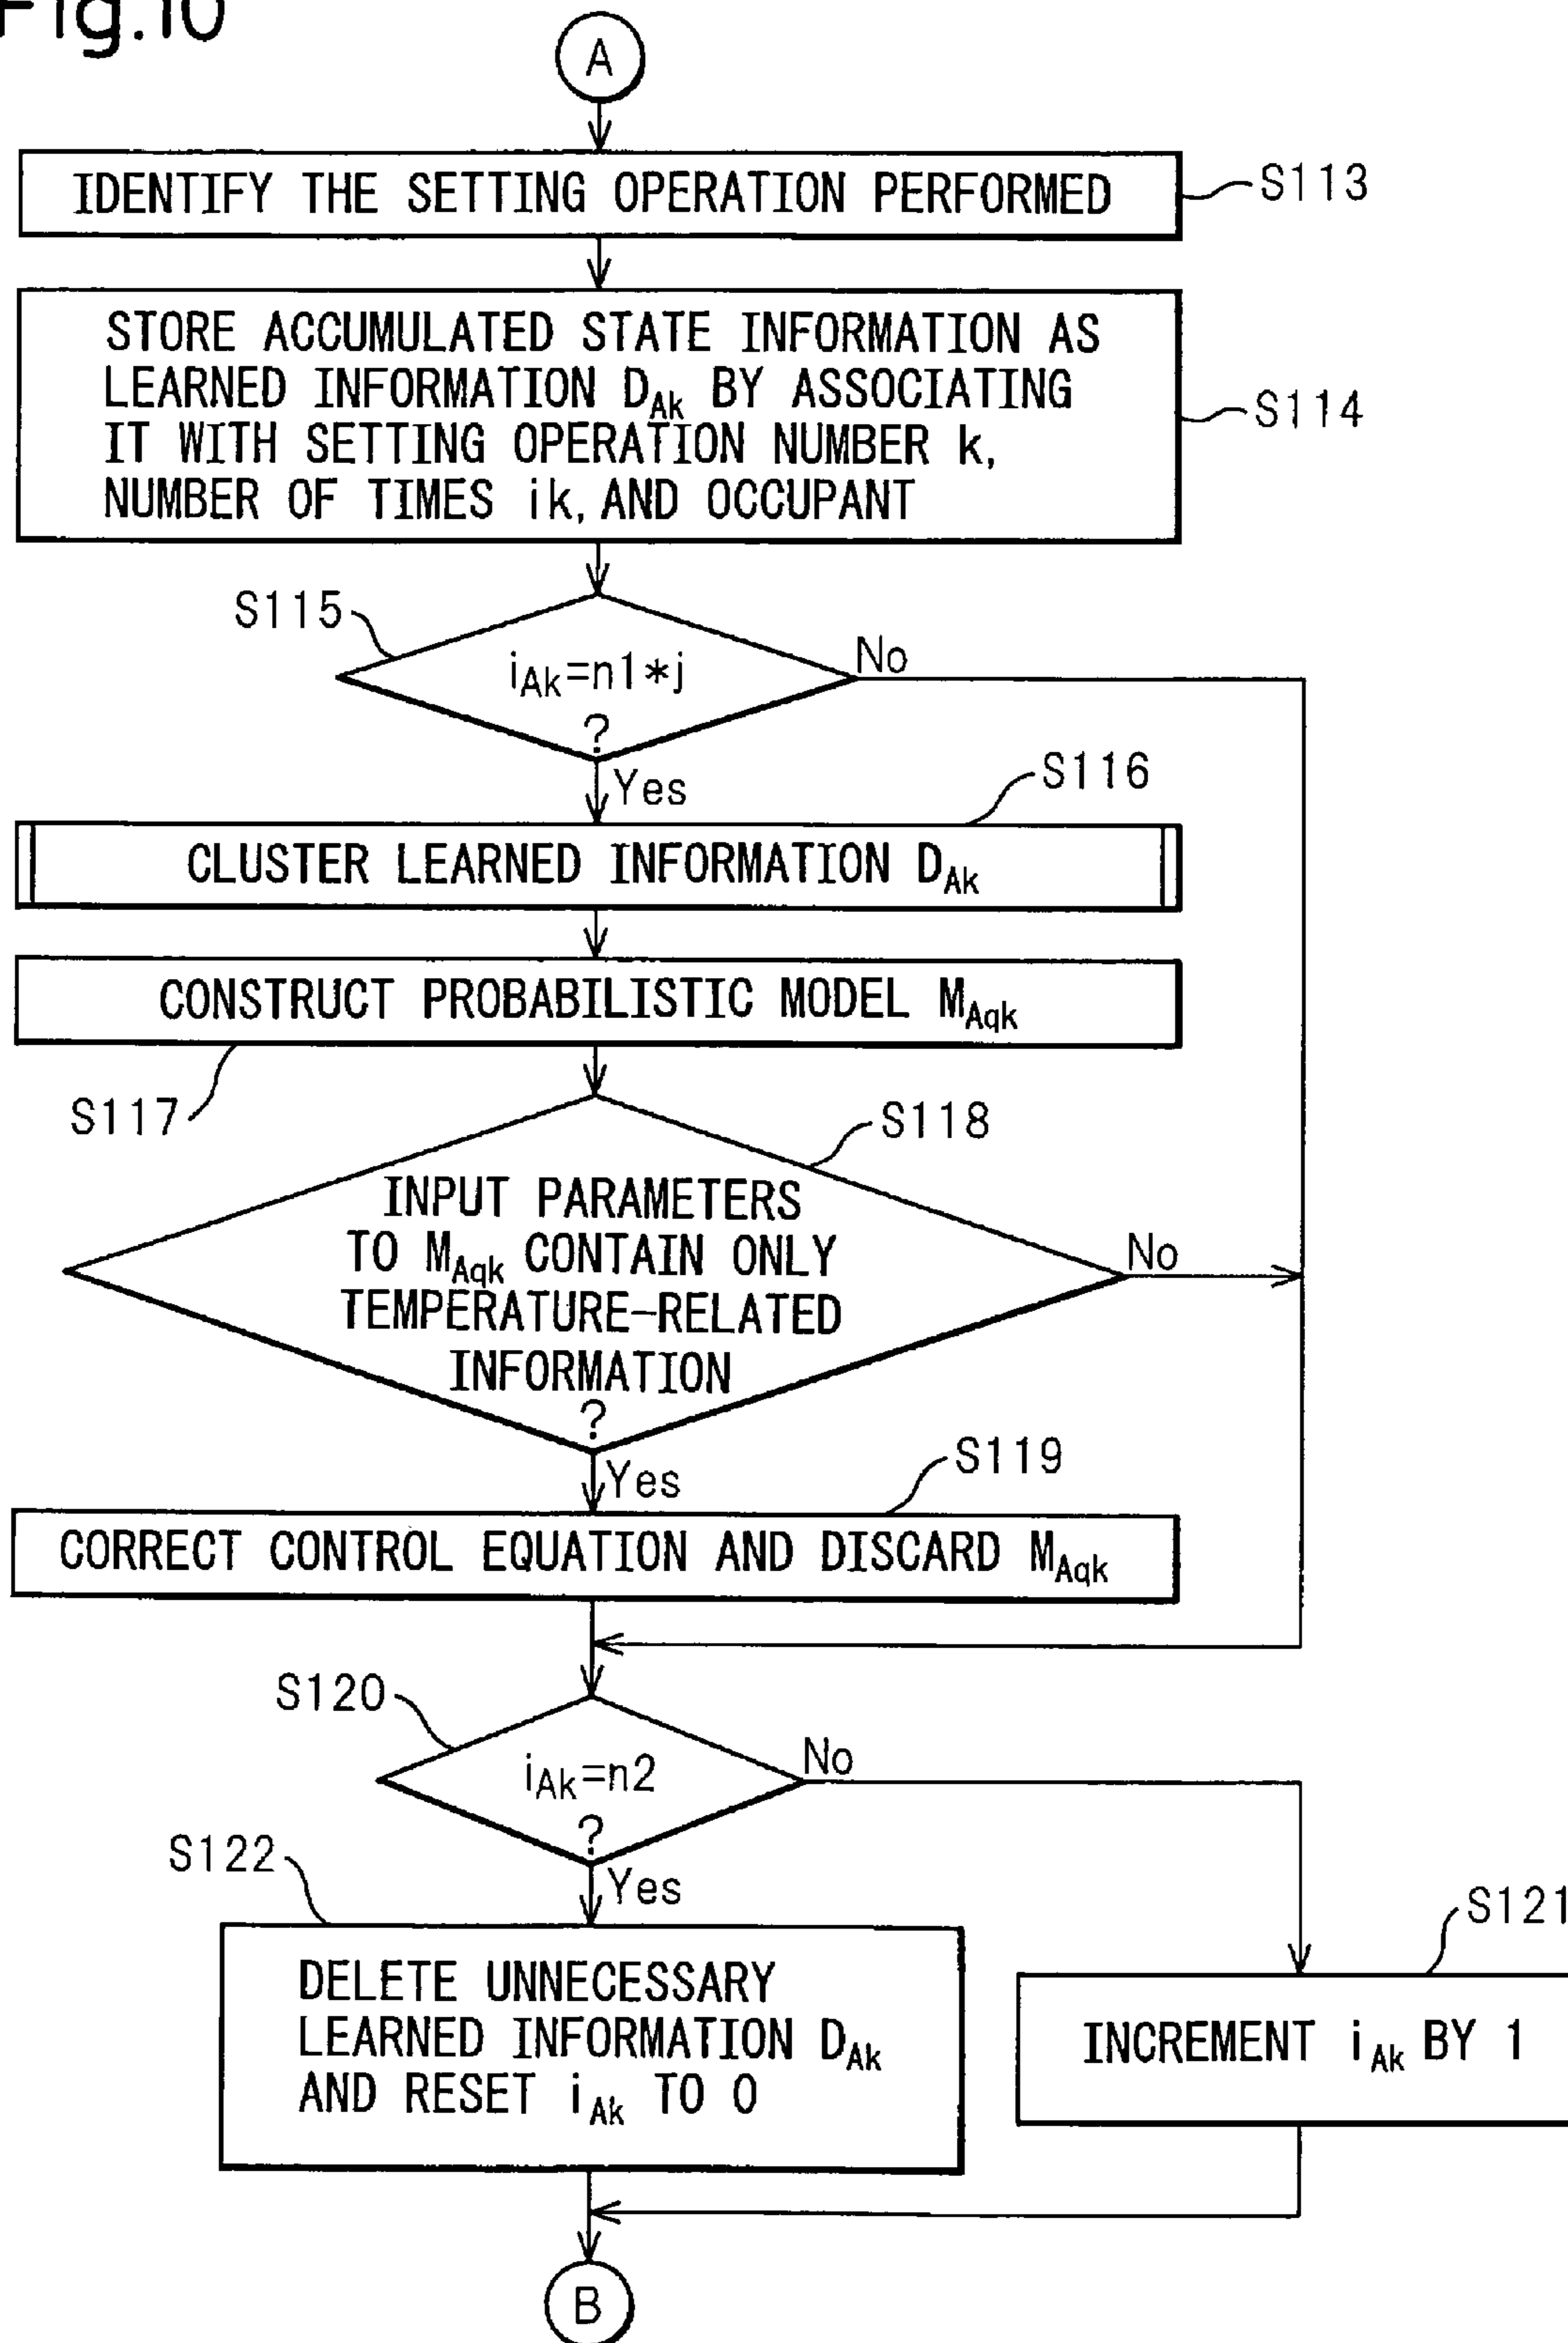 Fig.10
A
IDENTIFY THE SETTING OPERATION PERFORMED
S113
STORE ACCUMULATED STATE INFORMATION AS
LEARNED INFORMATION DAk BY ASSOCIATING
IT WITH SETTING OPERATION NUMBER k,
NUMBER OF TIMES ik, AND OCCUPANT
S114
S115
iAk=n1*j
?
No
Yes
S116
CLUSTER LEARNED INFORMATION DAk
CONSTRUCT PROBABILISTIC MODEL MAqk
S117
S118
INPUT PARAMETERS
TO MAqk CONTAIN ONLY
TEMPERATURE-RELATED
INFORMATION
?
No
Yes
S119
CORRECT CONTROL EQUATION AND DISCARD MAqk
S120
iAk=n2
?
No
Yes
S122
S121
DELETE UNNECESSARY
LEARNED INFORMATION DAk
AND RESET iAk TO 0
INCREMENT iAk BY 1
B